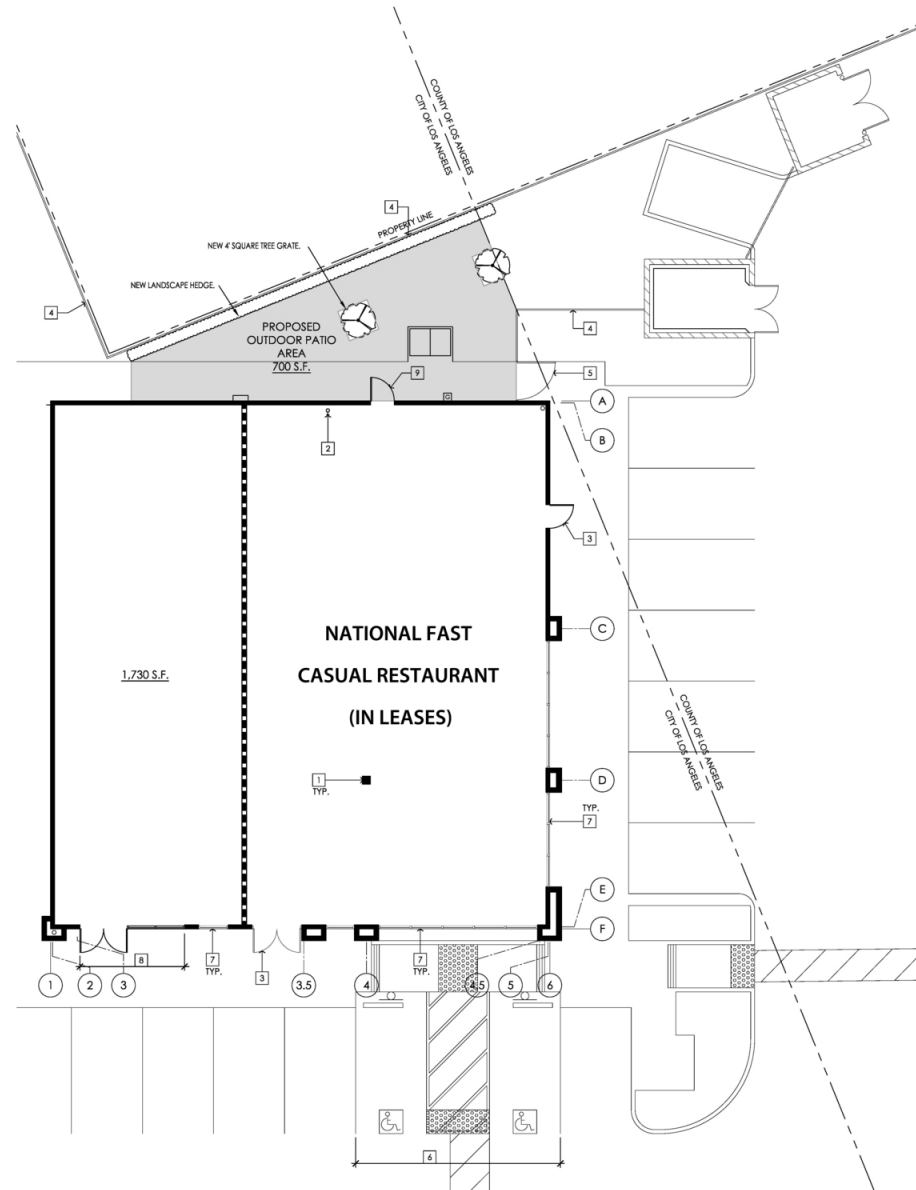 COUNTY OF LOS ANGELES
CITY OF LOS ANGELES
4
PROPERTY LINE
NEW 4' SQUARE TREE GRATE.
NEW LANDSCAPE HEDGE.
4
4
PROPOSED
OUTDOOR PATIO
AREA
700 S.F.
9
5
G
A
B
2
3
NATIONAL FAST
CASUAL RESTAURANT
(IN LEASES)
C
1,730 S.F.
COUNTY OF LOS ANGELES
CITY OF LOS ANGELES
1
TYP.
D
TYP.
7
E
F
8
7
TYP.
3
7
TYP.
1
2
3
3.5
4
4.5
5
6
6